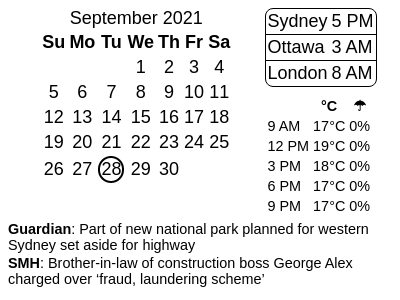 September 2021
Su Mo Tu We Th Fr Sa
1 2 3 4
5 6 7 8 9 10 11
12 13 14 15 16 17 18
19 20 21 22 23 24 25
26 27 28 29 30
Sydney 5 PM
Ottawa 3 AM
London 8 AM
°C ☂
9 AM 17°C 0%
12 PM 19°C 0%
3 PM 18°C 0%
6 PM 17°C 0%
9 PM 17°C 0%
Guardian: Part of new national park planned for western
Sydney set aside for highway
SMH: Brother-in-law of construction boss George Alex
charged over ‘fraud, laundering scheme’